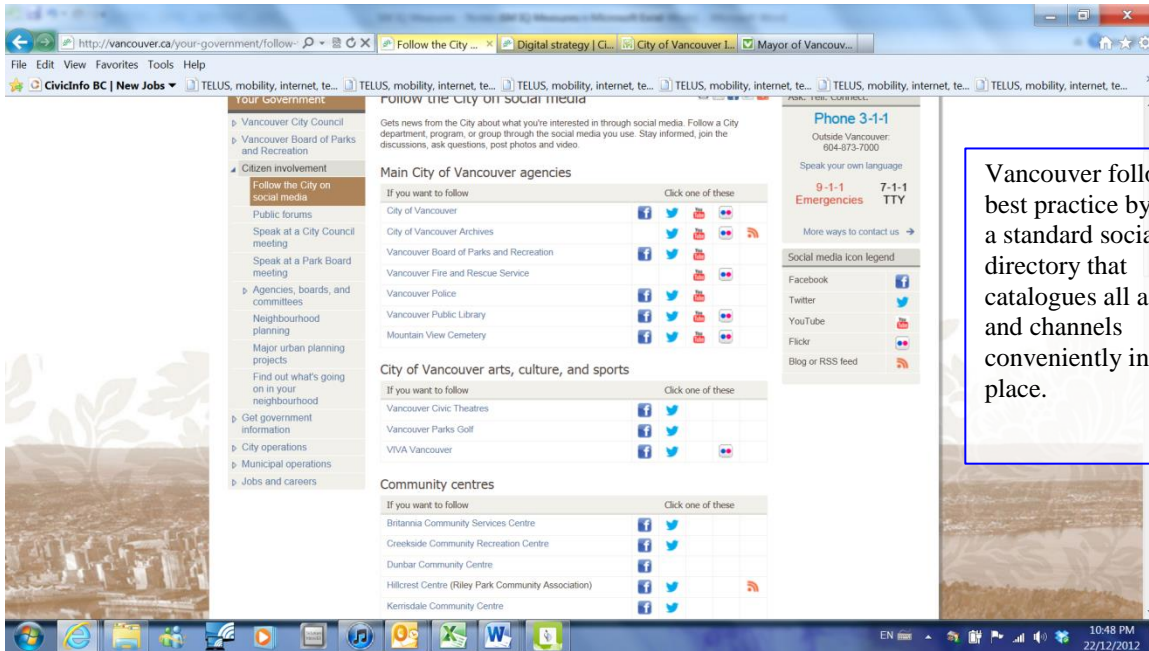 http://vancouver.ca/your-government/follow-
Follow the City ...
Digital strategy | Ci...
City of Vancouver I...
Mayor of Vancouv...
File Edit View Favorites Tools Help
CivicInfo BC | New Jobs
TELUS, mobility, internet, te...
TELUS, mobility, internet, te...
TELUS, mobility, internet, te...
TELUS, mobility, internet, te...
TELUS, mobility, internet, te...
TELUS, mobility, internet, te...
Your Government
Vancouver City Council
Vancouver Board of Parks
and Recreation
Citizen involvement
Follow the City on
social media
Public forums
Speak at a City Council
meeting
Speak at a Park Board
meeting
Agencies, boards, and
committees
Neighbourhood
planning
Major urban planning
projects
Find out what's going
on in your
neighbourhood
Get government
information
City operations
Municipal operations
Jobs and careers
Follow the City on social media
Gets news from the City about what you're interested in through social media. Follow a City
department, program, or group through the social media you use. Stay informed, join the
discussions, ask questions, post photos and video.
Main City of Vancouver agencies
If you want to follow Click one of these
City of Vancouver
City of Vancouver Archives
Vancouver Board of Parks and Recreation
Vancouver Fire and Rescue Service
Vancouver Police
Vancouver Public Library
Mountain View Cemetery
City of Vancouver arts, culture, and sports
If you want to follow Click one of these
Vancouver Civic Theatres
Vancouver Parks Golf
VIVA Vancouver
Community centres
If you want to follow Click one of these
Britannia Community Services Centre
Creekside Community Recreation Centre
Dunbar Community Centre
Hillcrest Centre (Riley Park Community Association)
Kerrisdale Community Centre
Ask. Tell. Connect.
Phone 3-1-1
Outside Vancouver:
604-873-7000
Speak your own language
9-1-1 7-1-1
Emergencies TTY
More ways to contact us
Social media icon legend
Facebook
Twitter
YouTube
Flickr
Blog or RSS feed
Vancouver follo
best practice by
a standard socia
directory that
catalogues all a
and channels
conveniently in
place.
EN
10:48 PM
22/12/2012